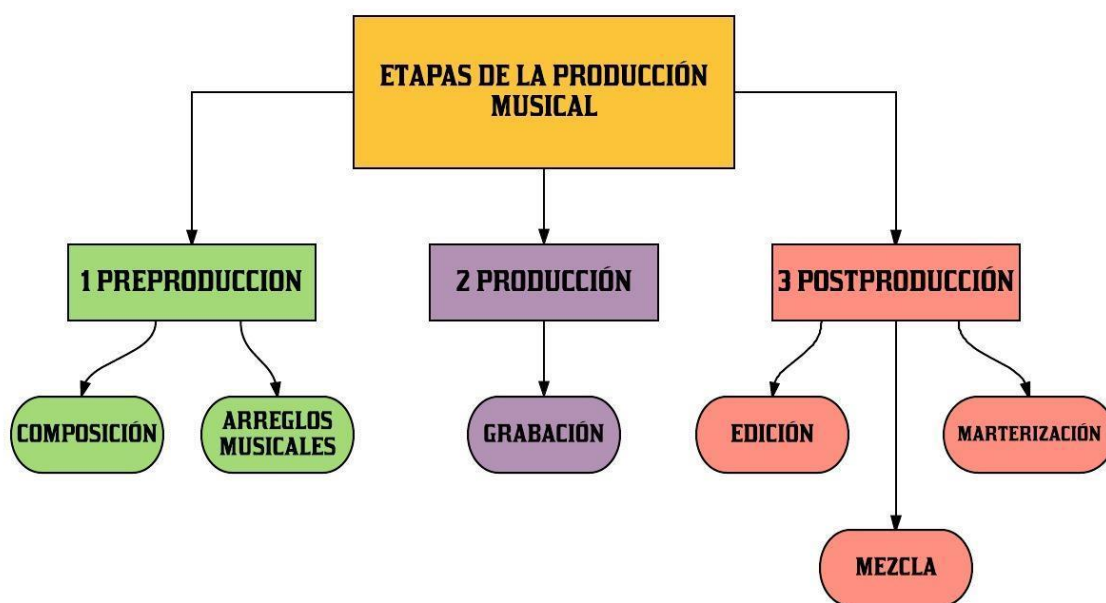 ETAPAS DE LA PRODUCCIÓN
MUSICAL
1 PREPRODUCCION
2 PRODUCCIÓN
3 POSTPRODUCCIÓN
COMPOSICIÓN
ARREGLOS
MUSICALES
GRABACIÓN
EDICIÓN
MARTERIZACIÓN
MEZCLA